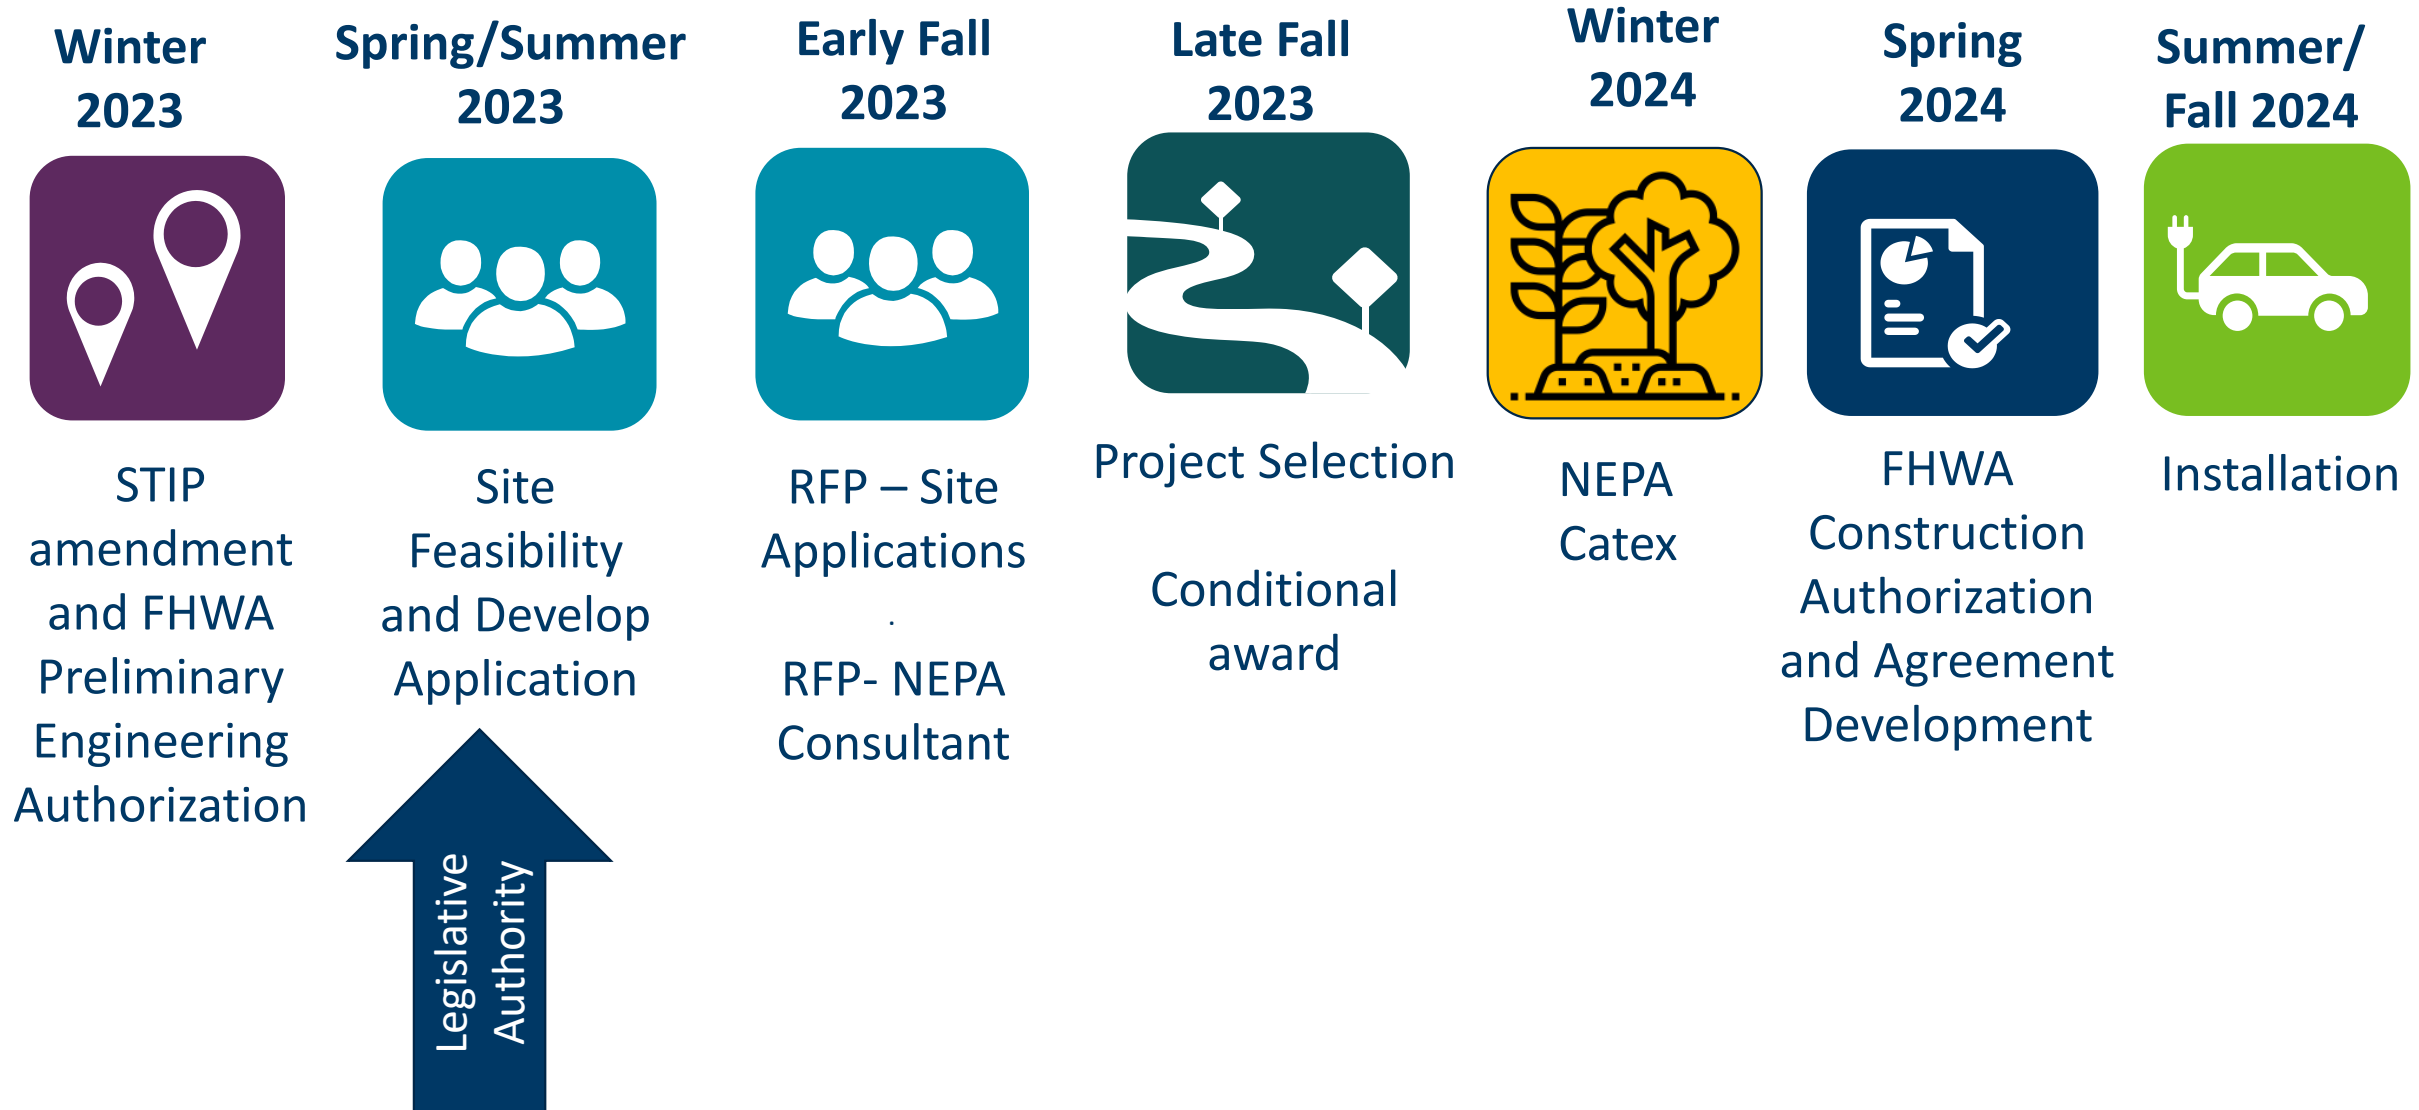 Winter
2023
STIP
amendment
and FHWA
Preliminary
Engineering
Authorization
Spring/Summer
2023
Site
Feasibility
and Develop
Application
Legislative
Authority
Early Fall
2023
RFP – Site
Applications
.
RFP- NEPA
Consultant
Late Fall
2023
Project Selection
Conditional
award
Winter
2024
NEPA
Catex
Spring
2024
FHWA
Construction
Authorization
and Agreement
Development
Summer/
Fall 2024
Installation